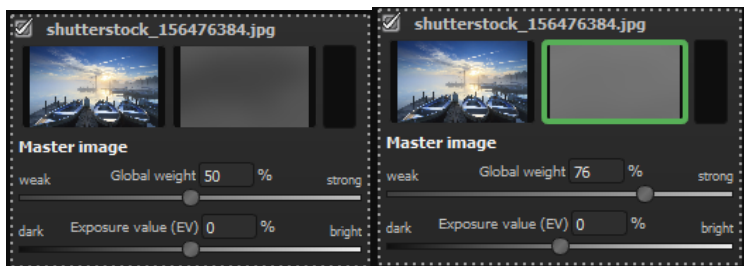 shutterstock_156476384.jpg
Master image
weak Global weight 50 % strong
dark Exposure value (EV) 0 % bright
shutterstock_156476384.jpg
Master image
weak Global weight 76 % strong
dark Exposure value (EV) 0 % bright